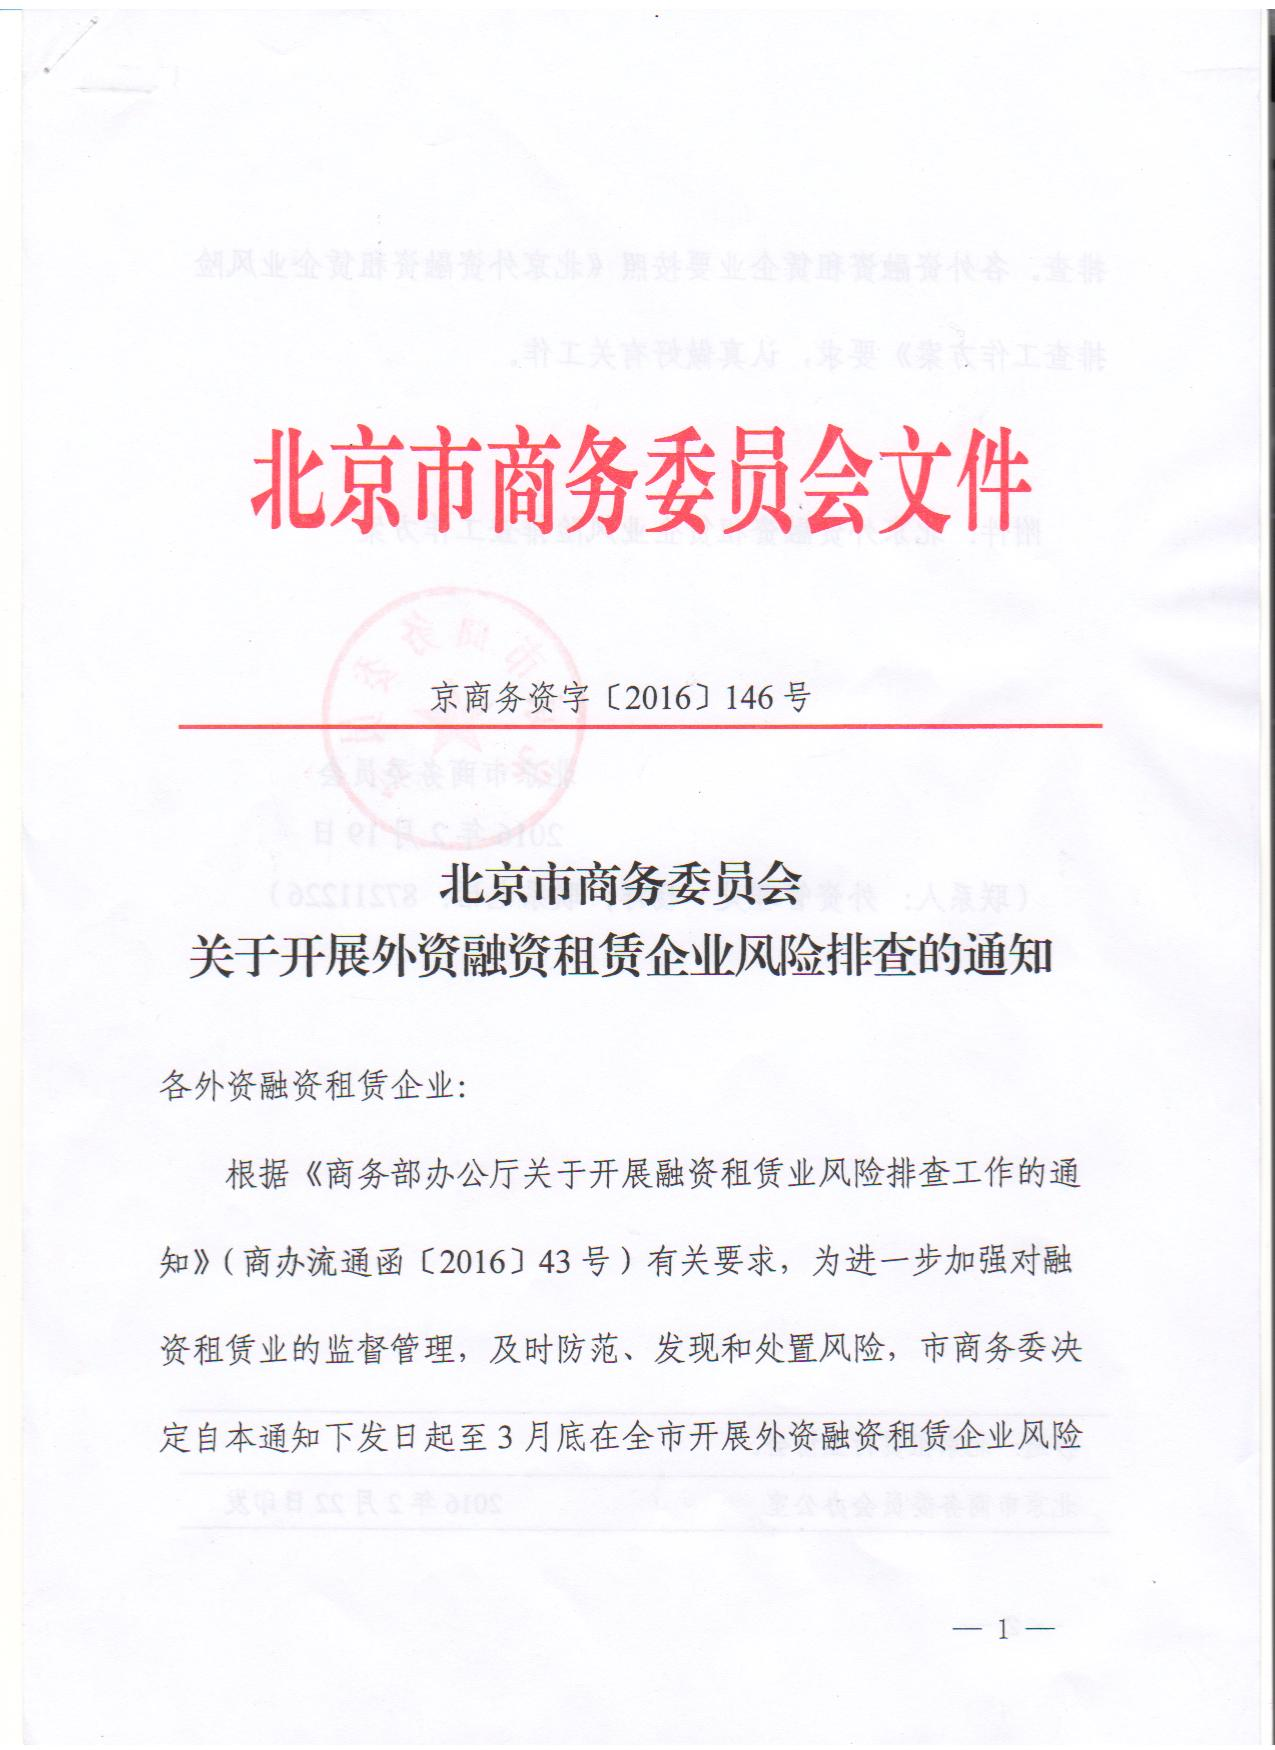 北京市商务委员会文件
京商务资字〔2016〕146号
北京市商务委员会
关于开展外资融资租赁企业风险排查的通知
各外资融资租赁企业：
根据《商务部办公厅关于开展融资租赁业风险排查工作的通
知》（商办流通函〔2016〕43号）有关要求，为进一步加强对融
资租赁业的监督管理，及时防范、发现和处置风险，市商务委决
定自本通知下发日起至3月底在全市开展外资融资租赁企业风险
— 1 —